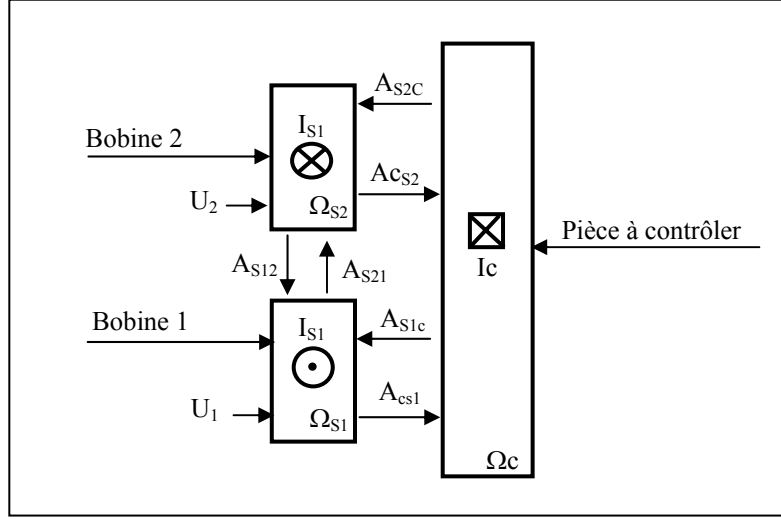 A_S2C
I_S1
Bobine 2
Ac_S2
U_2
Ω_S2
Pièce à contrôler
Ic
A_S12
A_S21
Bobine 1
I_S1
A_S1c
U_1
A_cs1
Ω_S1
Ωc